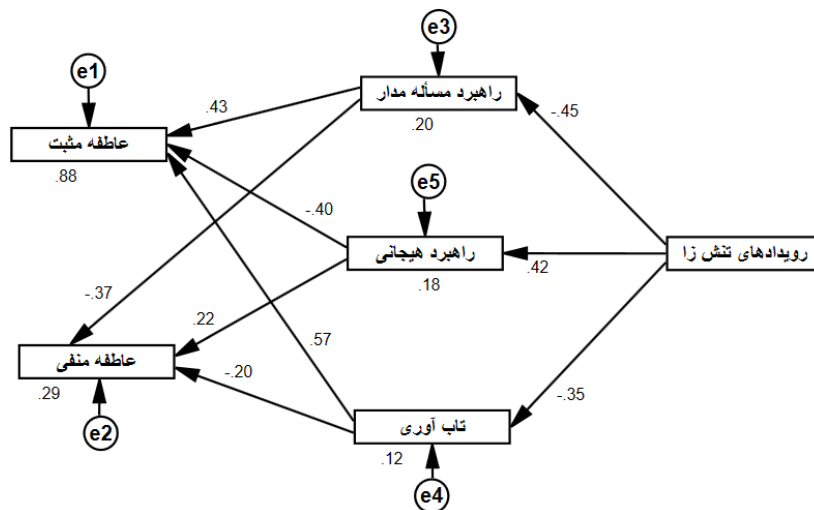 e3
e1
راهبرد مسأله مدار
.43
-.45
.20
عاطفه مثبت
.88
e5
-.40
راهبرد هیجانی
.42
رویدادهای تنش زا
.18
-.37
.22
.57
عاطفه منفی
.29
-.20
-.35
e2
تاب آوری
.12
e4